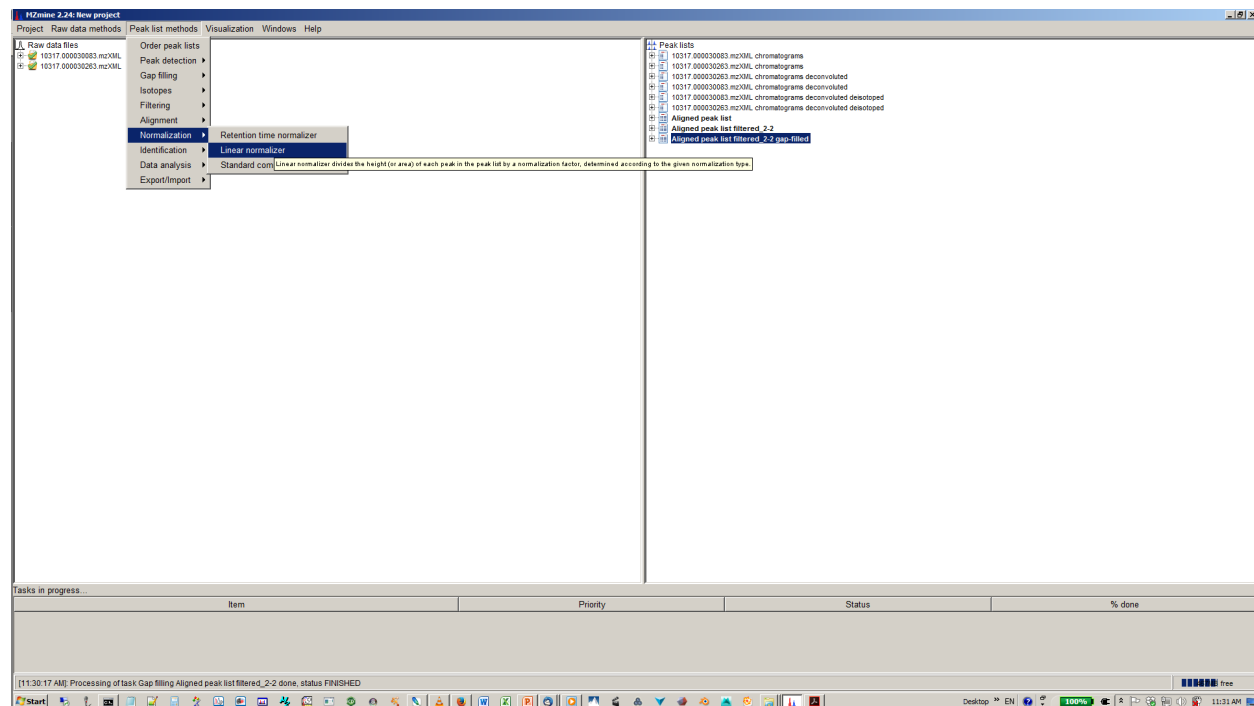 MZmine 2.24: New project
Project Raw data methods Peak list methods Visualization Windows Help
Raw data files
10317.000030083.mzXML
10317.000030263.mzXML
Order peak lists
Peak detection
Gap filling
Isotopes
Filtering
Alignment
Normalization
Identification
Data analysis
Export/Import
Retention time normalizer
Linear normalizer
Standard com
Linear normalizer divides the height (or area) of each peak in the peak list by a normalization factor, determined according to the given normalization type.
Peak lists
10317.000030083.mzXML chromatograms
10317.000030263.mzXML chromatograms
10317.000030263.mzXML chromatograms deconvoluted
10317.000030083.mzXML chromatograms deconvoluted
10317.000030083.mzXML chromatograms deconvoluted deisotoped
10317.000030263.mzXML chromatograms deconvoluted deisotoped
Aligned peak list
Aligned peak list filtered_2-2
Aligned peak list filtered_2-2 gap-filled
Tasks in progress...
Item Priority Status % done
[11:30:17 AM]: Processing of task Gap filling Aligned peak list filtered_2-2 done, status FINISHED
free
Start
Desktop » EN 100% 11:31 AM